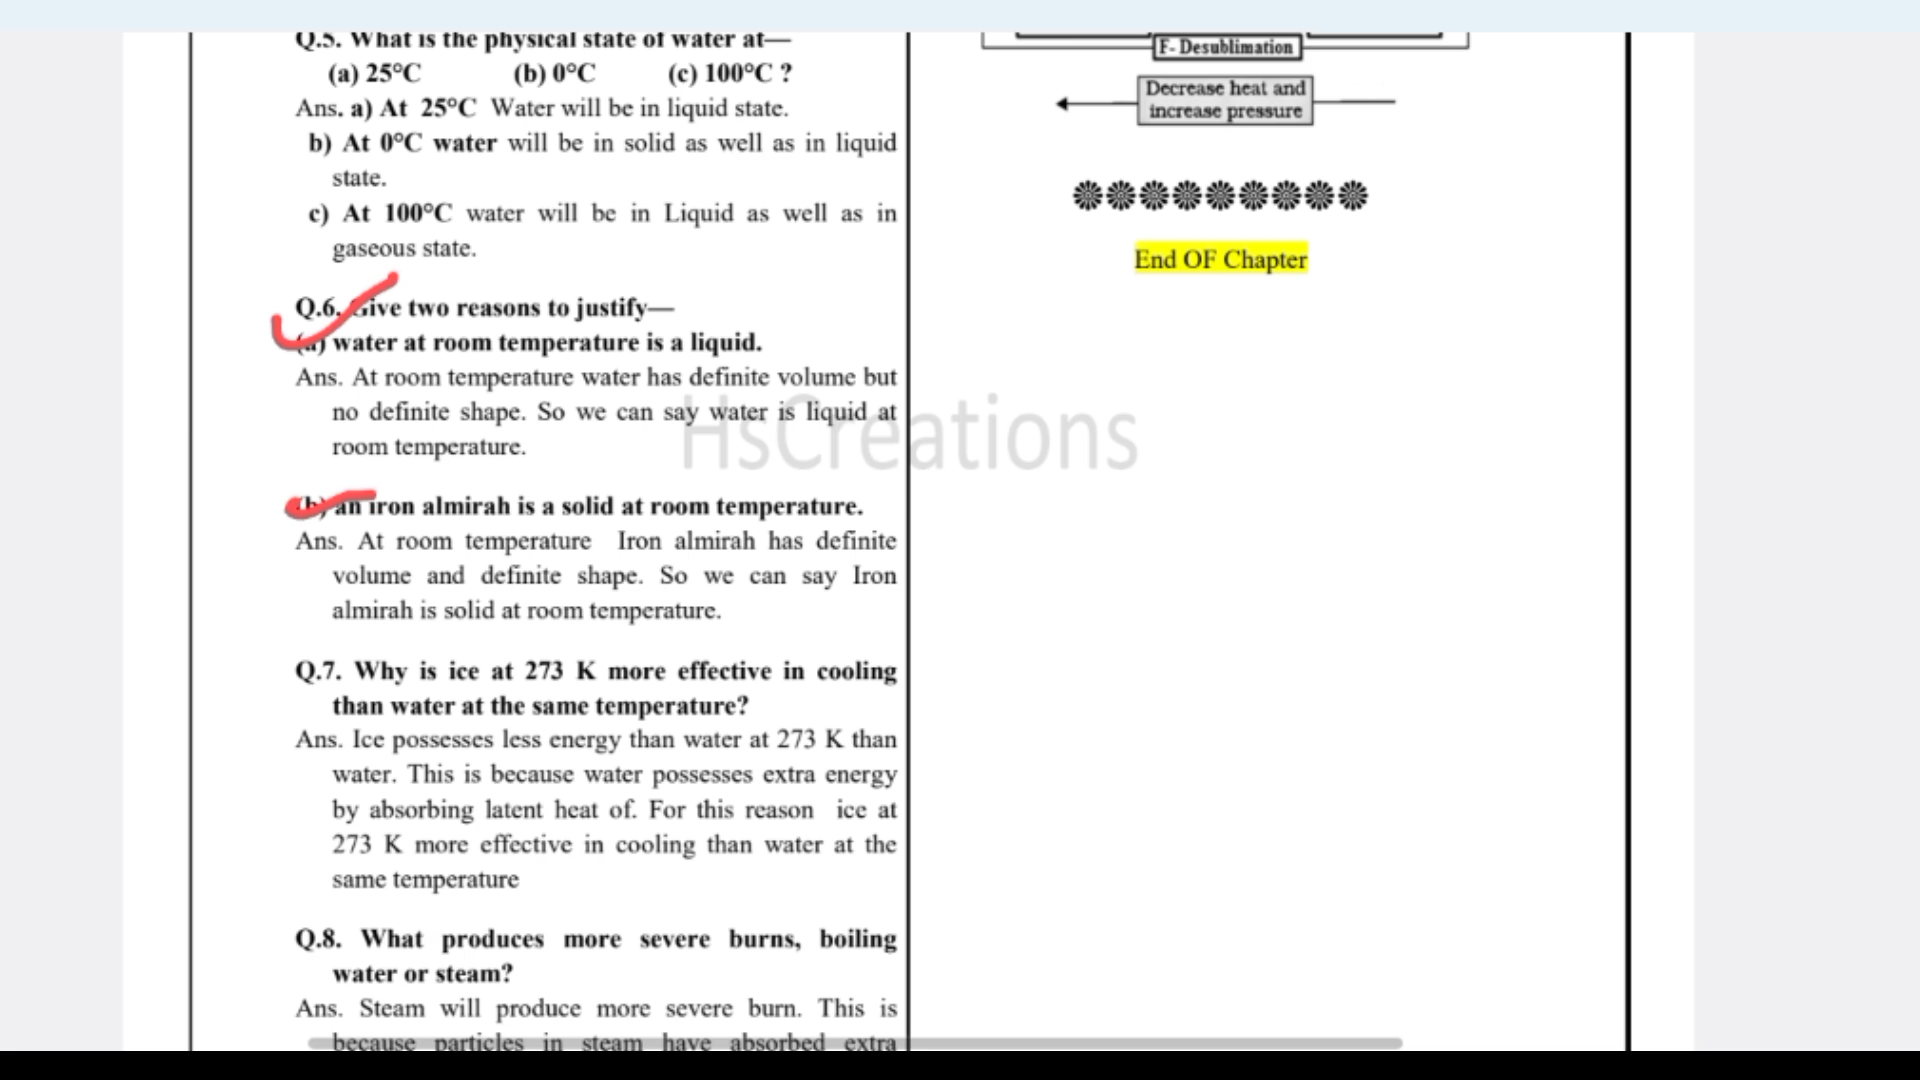 Q.5. What is the physical state of water at—
(a) 25°C (b) 0°C (c) 100°C ?
Ans. a) At 25°C Water will be in liquid state.
b) At 0°C water will be in solid as well as in liquid
state.
c) At 100°C water will be in Liquid as well as in
gaseous state.
Q.6. Give two reasons to justify—
(a) water at room temperature is a liquid.
Ans. At room temperature water has definite volume but
no definite shape. So we can say water is liquid at
room temperature.
(b) an iron almirah is a solid at room temperature.
Ans. At room temperature Iron almirah has definite
volume and definite shape. So we can say Iron
almirah is solid at room temperature.
Q.7. Why is ice at 273 K more effective in cooling
than water at the same temperature?
Ans. Ice possesses less energy than water at 273 K than
water. This is because water possesses extra energy
by absorbing latent heat of. For this reason ice at
273 K more effective in cooling than water at the
same temperature
Q.8. What produces more severe burns, boiling
water or steam?
Ans. Steam will produce more severe burn. This is
because particles in steam have absorbed extra
F- Desublimation
Decrease heat and
increase pressure
End OF Chapter
HsCreations